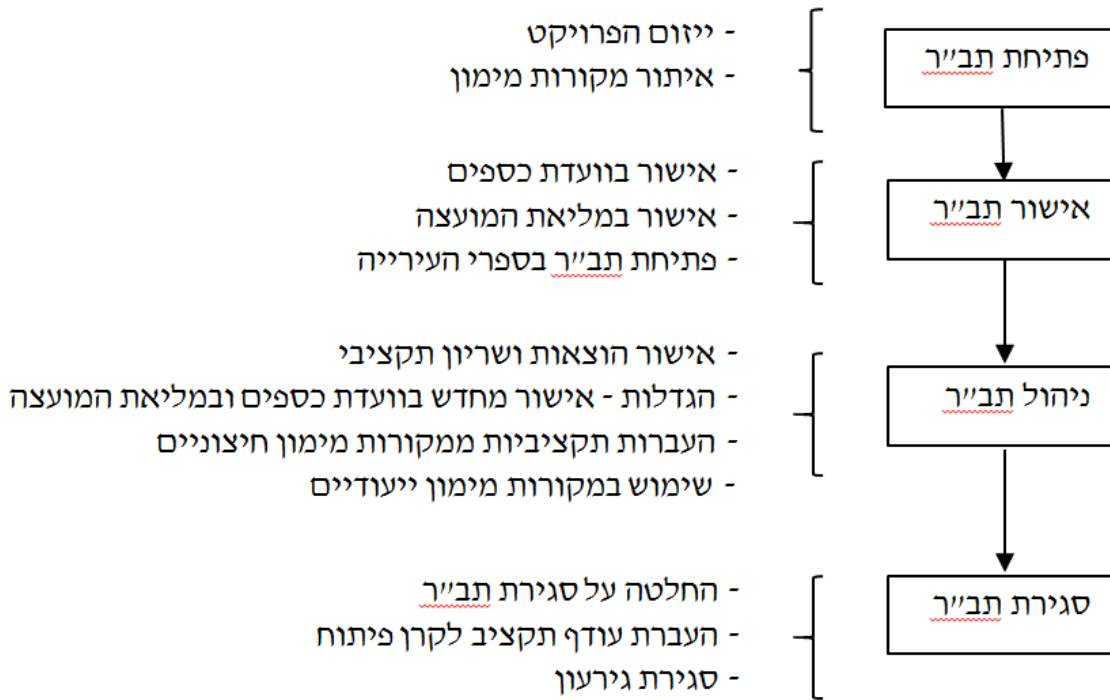 פתיחת תב"ר
- ייזום הפרויקט
- איתור מקורות מימון
אישור תב"ר
- אישור בוועדת כספים
- אישור במליאת המועצה
- פתיחת תב"ר בספרי העירייה
ניהול תב"ר
- אישור הוצאות ושריון תקציבי
- הגדלות - אישור מחדש בוועדת כספים ובמליאת המועצה
- העברות תקציביות ממקורות מימון חיצוניים
- שימוש במקורות מימון ייעודיים
סגירת תב"ר
- החלטה על סגירת תב"ר
- העברת עודף תקציב לקרן פיתוח
- סגירת גירעון